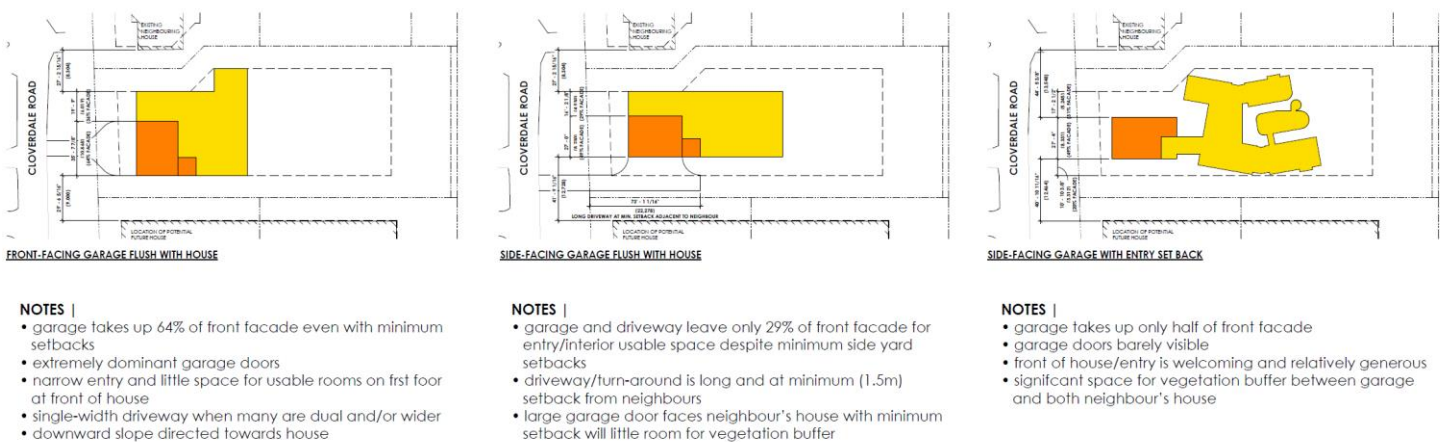 EXISTING
NEIGHBOURING
HOUSE
CLOVERDALE ROAD
LOCATION OF POTENTIAL
FUTURE HOUSE
FRONT-FACING GARAGE FLUSH WITH HOUSE
NOTES |
• garage takes up 64% of front facade even with minimum
setbacks
• extremely dominant garage doors
• narrow entry and little space for usable rooms on frst foor
at front of house
• single-width driveway when many are dual and/or wider
• downward slope directed towards house
EXISTING
NEIGHBOURING
HOUSE
CLOVERDALE ROAD
LONG DRIVEWAY AT MIN. SETBACK ADJACENT TO NEIGHBOUR
LOCATION OF POTENTIAL
FUTURE HOUSE
SIDE-FACING GARAGE FLUSH WITH HOUSE
NOTES |
• garage and driveway leave only 29% of front facade for
entry/interior usable space despite minimum side yard
setbacks
• driveway/turn-around is long and at minimum (1.5m)
setback from neighbours
• large garage door faces neighbour's house with minimum
setback will little room for vegetation buffer
EXISTING
NEIGHBOURING
HOUSE
CLOVERDALE ROAD
LOCATION OF POTENTIAL
FUTURE HOUSE
SIDE-FACING GARAGE WITH ENTRY SET BACK
NOTES |
• garage takes up only half of front facade
• garage doors barely visible
• front of house/entry is welcoming and relatively generous
• signifcant space for vegetation buffer between garage
and both neighbour's house